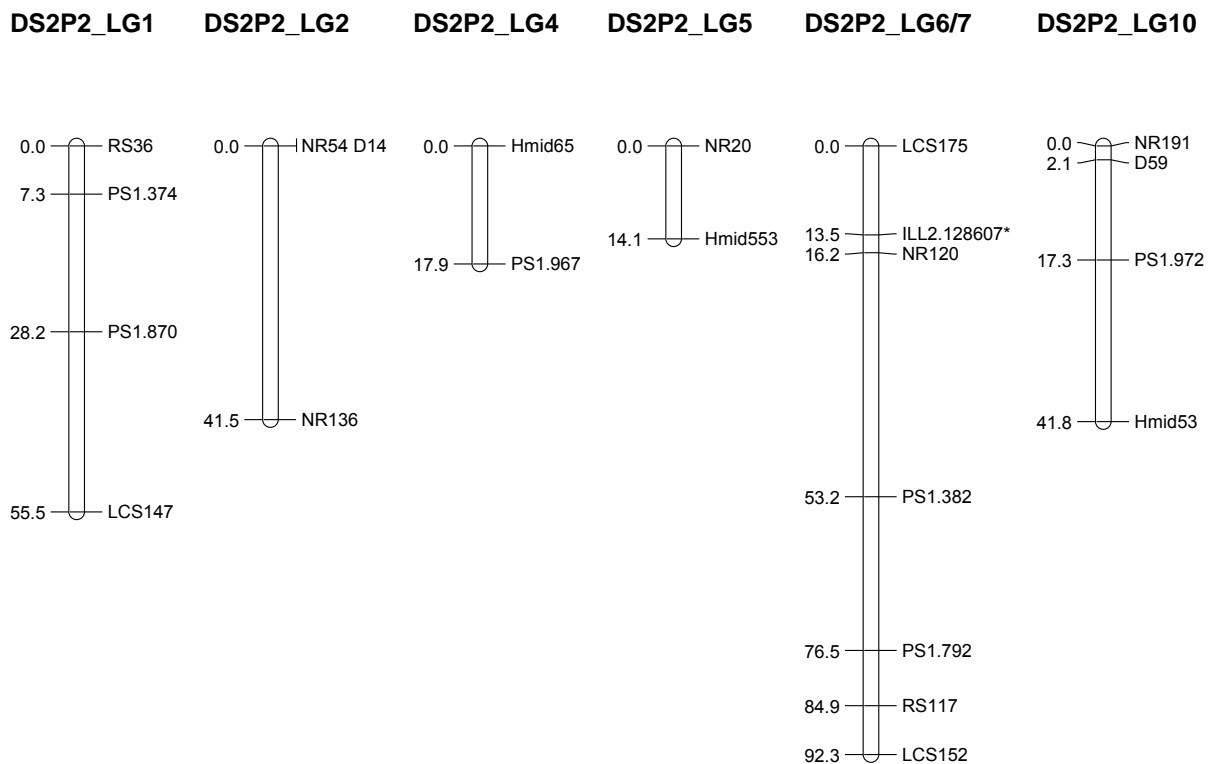 DS2P2_LG1
0.0 RS36
7.3 PS1.374
28.2 PS1.870
55.5 LCS147
DS2P2_LG2
0.0 NR54 D14
41.5 NR136
DS2P2_LG4
0.0 Hmid65
17.9 PS1.967
DS2P2_LG5
0.0 NR20
14.1 Hmid553
DS2P2_LG6/7
0.0 LCS175
13.5 ILL2.128607*
16.2 NR120
53.2 PS1.382
76.5 PS1.792
84.9 RS117
92.3 LCS152
DS2P2_LG10
0.0 NR191
2.1 D59
17.3 PS1.972
41.8 Hmid53